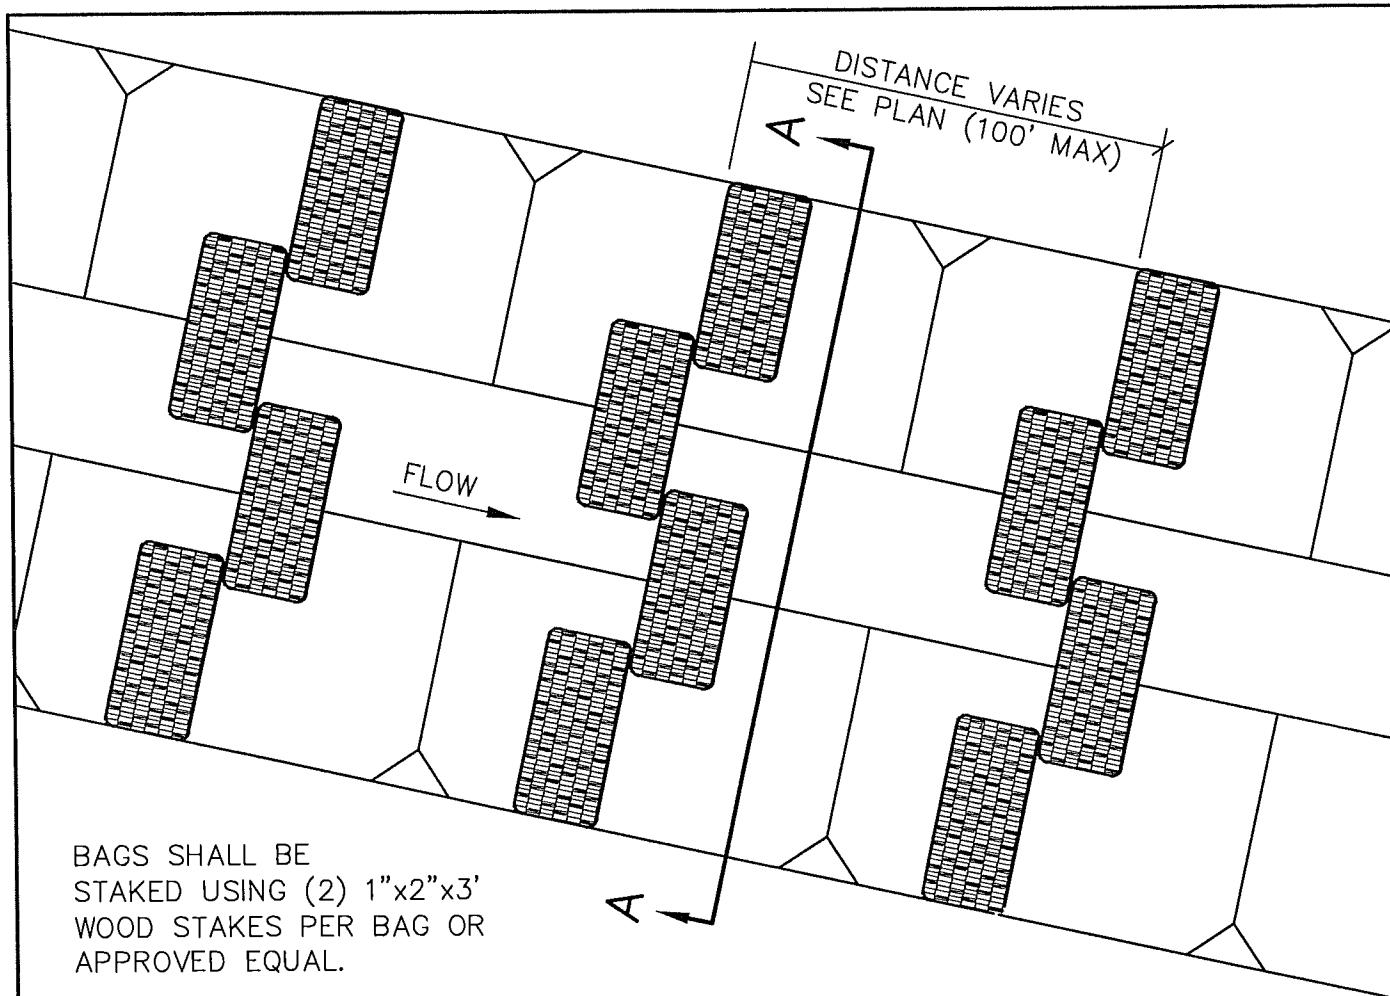 DISTANCE VARIES
SEE PLAN (100' MAX)
A
FLOW
A
BAGS SHALL BE
STAKED USING (2) 1"x2"x3'
WOOD STAKES PER BAG OR
APPROVED EQUAL.